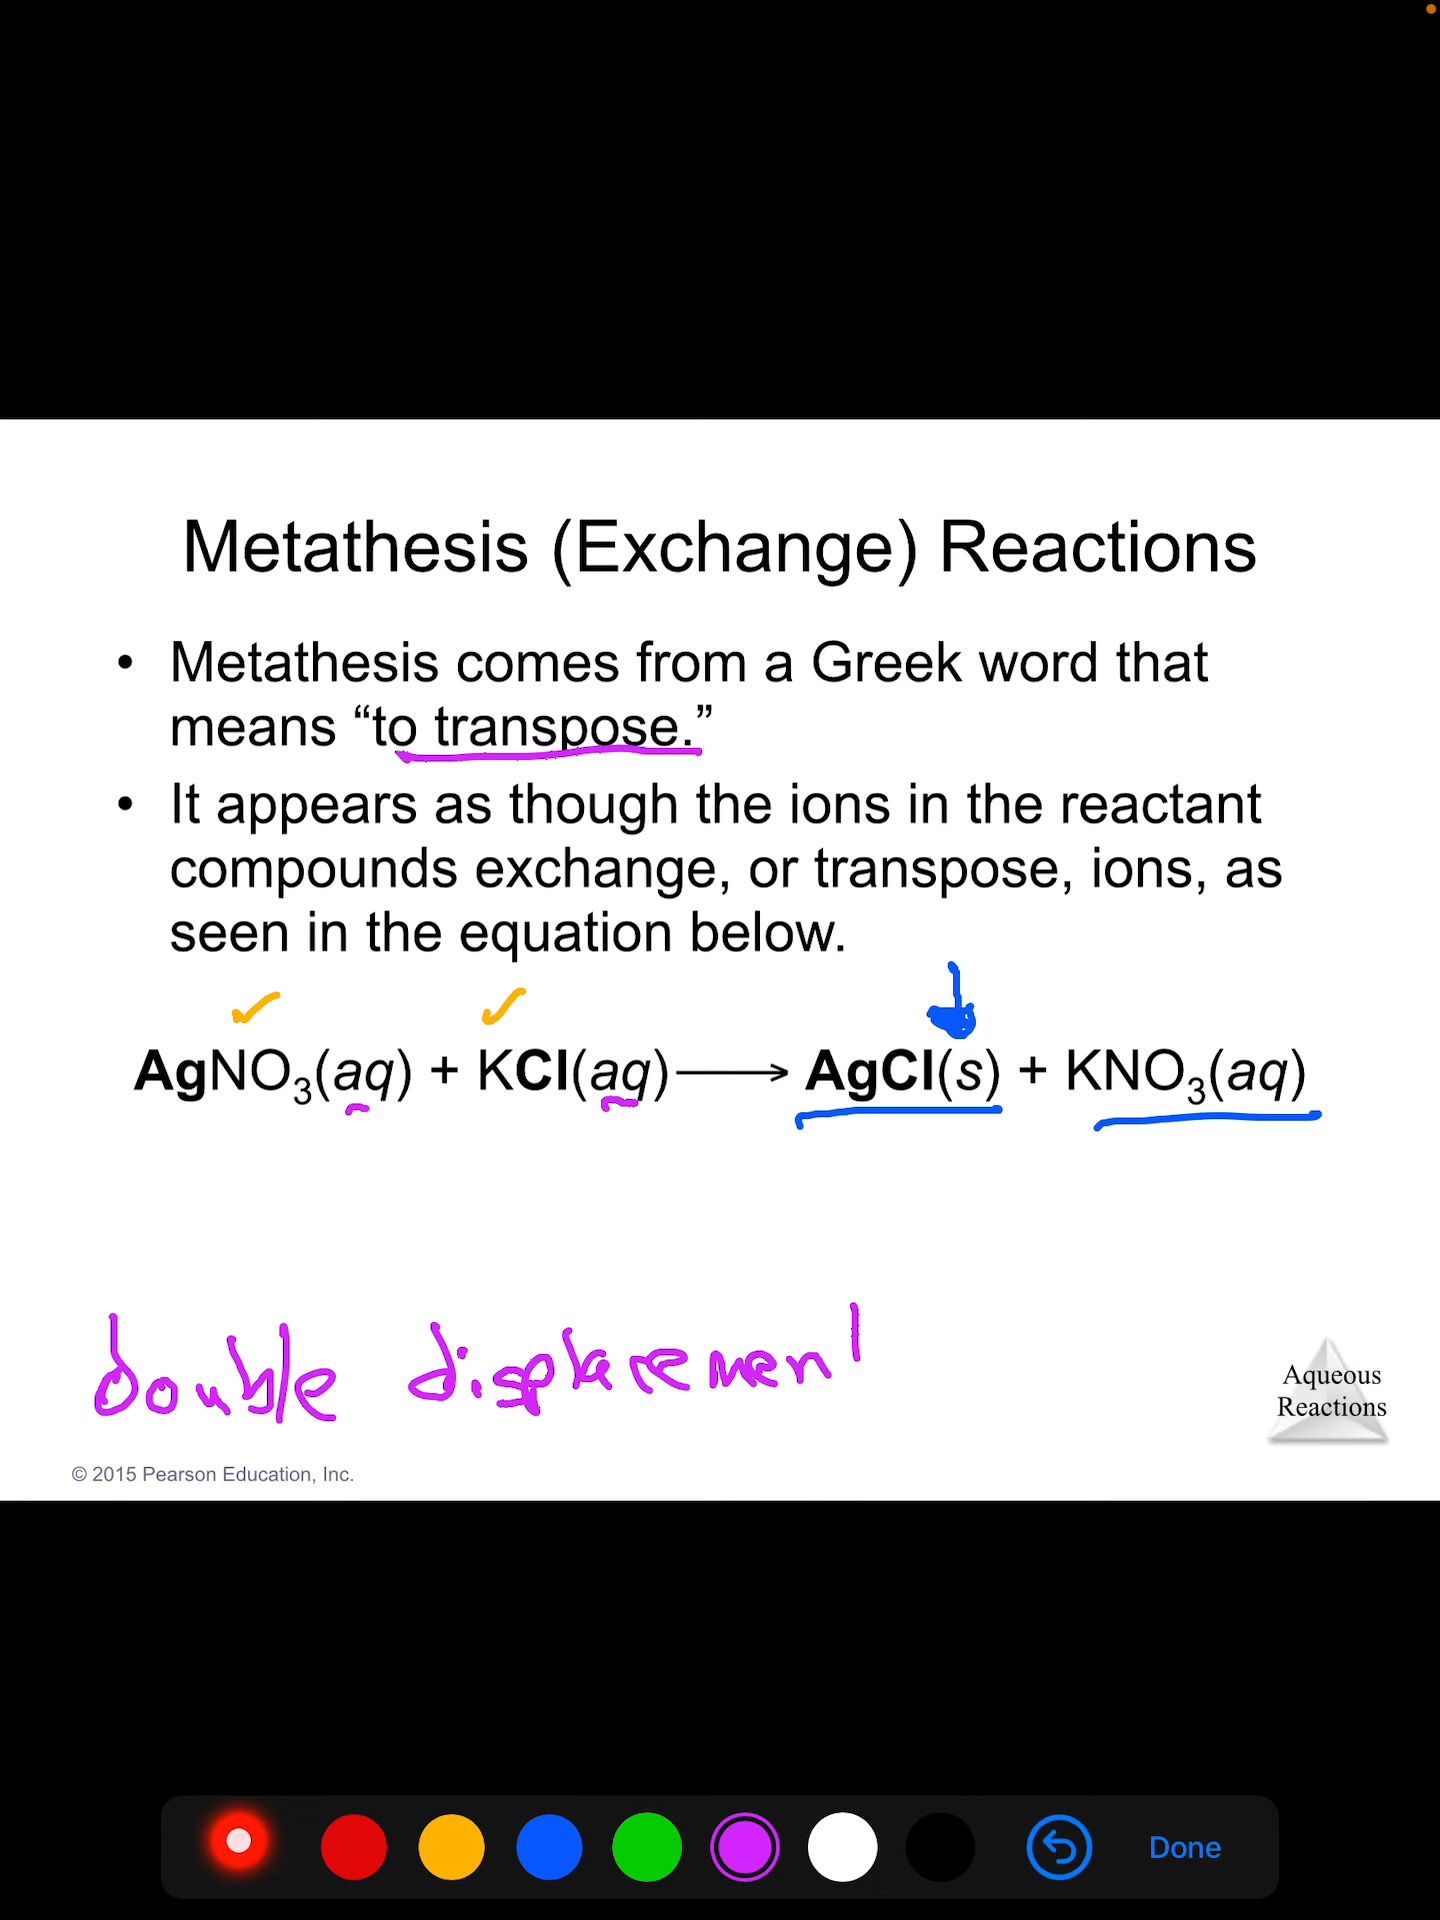 Metathesis (Exchange) Reactions
• Metathesis comes from a Greek word that
means “to transpose.”
• It appears as though the ions in the reactant
compounds exchange, or transpose, ions, as
seen in the equation below.
AgNO₃(aq) + KCl(aq) ⟶ AgCl(s) + KNO₃(aq)
double displacement
Aqueous
Reactions
© 2015 Pearson Education, Inc.
Done